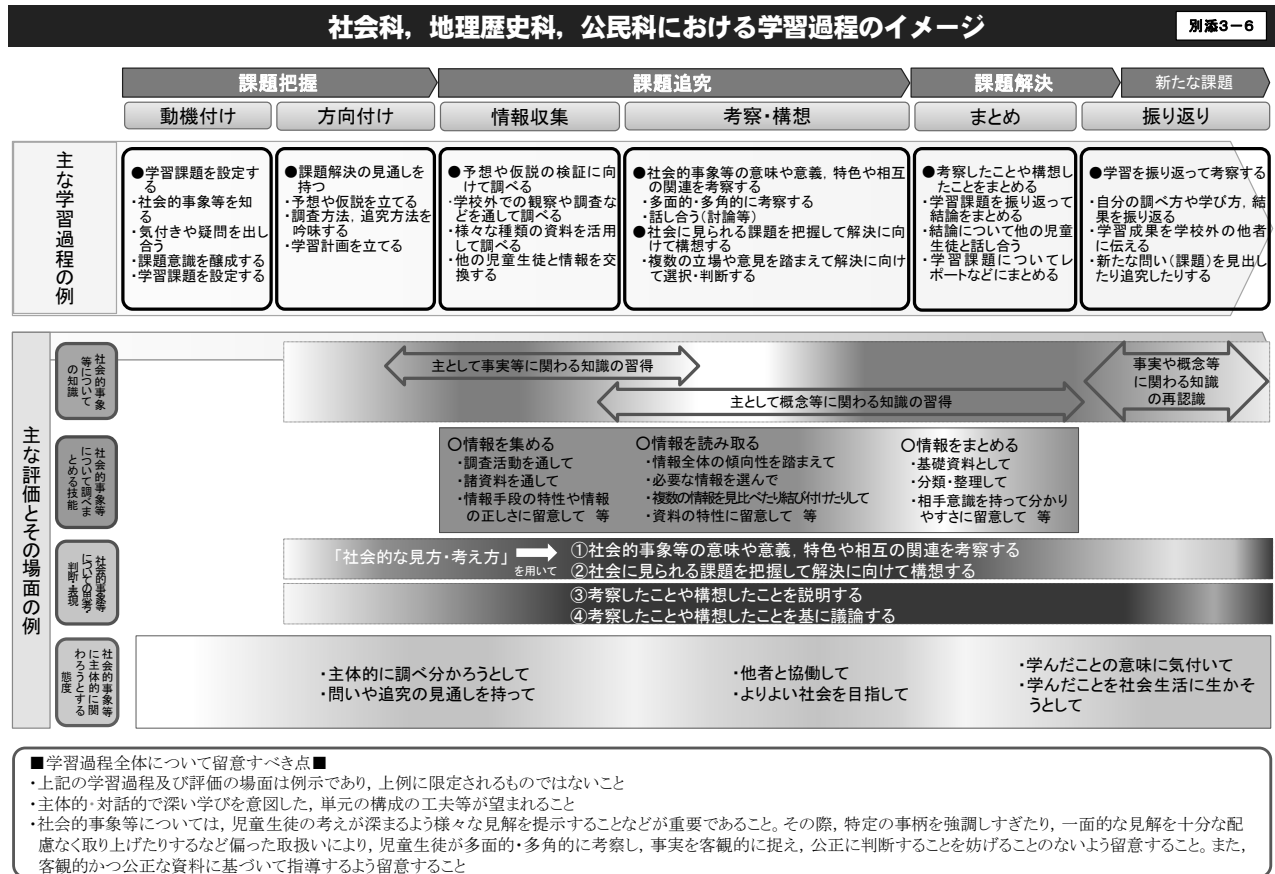 社会科，地理歴史科，公民科における学習過程のイメージ
別添３－６
課題把握
課題追究
課題解決
新たな課題
動機付け
方向付け
情報収集
考察・構想
まとめ
振り返り
主な学習過程の例
●学習課題を設定す
る
・社会的事象等を知
る
・気付きや疑問を出し
合う
・課題意識を醸成する
・学習課題を設定する
●課題解決の見通しを
持つ
・予想や仮説を立てる
・調査方法，追究方法を
吟味する
・学習計画を立てる
●予想や仮説の検証に向
けて調べる
・学校外での観察や調査な
どを通して調べる
・様々な種類の資料を活用
して調べる
・他の児童生徒と情報を交
換する
●社会的事象等の意味や意義，特色や相互
の関連を考察する
・多面的・多角的に考察する
・話し合う（討論等）
●社会に見られる課題を把握して解決に向
けて構想する
・複数の立場や意見を踏まえて解決に向け
て選択・判断する
●考察したことや構想し
たことをまとめる
・学習課題を振り返って
結論をまとめる
・結論について他の児童
生徒と話し合う
・学習課題についてレ
ポートなどにまとめる
●学習を振り返って考察する
・自分の調べ方や学び方，結
果を振り返る
・学習成果を学校外の他者
に伝える
・新たな問い（課題）を見出し
たり追究したりする
主な評価とその場面の例
社会的事象
等について
の知識
主として事実等に関わる知識の習得
主として概念等に関わる知識の習得
事実や概念等
に関わる知識
の再認識
社会的事象等
について調べま
とめる技能
○情報を集める
・調査活動を通して
・諸資料を通して
・情報手段の特性や情報
の正しさに留意して 等
○情報を読み取る
・情報全体の傾向性を踏まえて
・必要な情報を選んで
・複数の情報を見比べたり結び付けたりして
・資料の特性に留意して 等
○情報をまとめる
・基礎資料として
・分類・整理して
・相手意識を持って分かり
やすさに留意して 等
社会的事象等
についての思考・
判断・表現
「社会的な見方・考え方」
を用いて
①社会的事象等の意味や意義，特色や相互の関連を考察する
②社会に見られる課題を把握して解決に向けて構想する
③考察したことや構想したことを説明する
④考察したことや構想したことを基に議論する
社会的事象等
に主体的に関
わろうとする
態度
・主体的に調べ分かろうとして
・問いや追究の見通しを持って
・他者と協働して
・よりよい社会を目指して
・学んだことの意味に気付いて
・学んだことを社会生活に生かそ
うとして
■学習過程全体について留意すべき点■
・上記の学習過程及び評価の場面は例示であり，上例に限定されるものではないこと
・主体的・対話的で深い学びを意図した，単元の構成の工夫等が望まれること
・社会的事象等については，児童生徒の考えが深まるよう様々な見解を提示することなどが重要であること。その際，特定の事柄を強調しすぎたり，一面的な見解を十分な配
慮なく取り上げたりするなど偏った取扱いにより，児童生徒が多面的・多角的に考察し，事実を客観的に捉え，公正に判断することを妨げることのないよう留意すること。また，
客観的かつ公正な資料に基づいて指導するよう留意すること